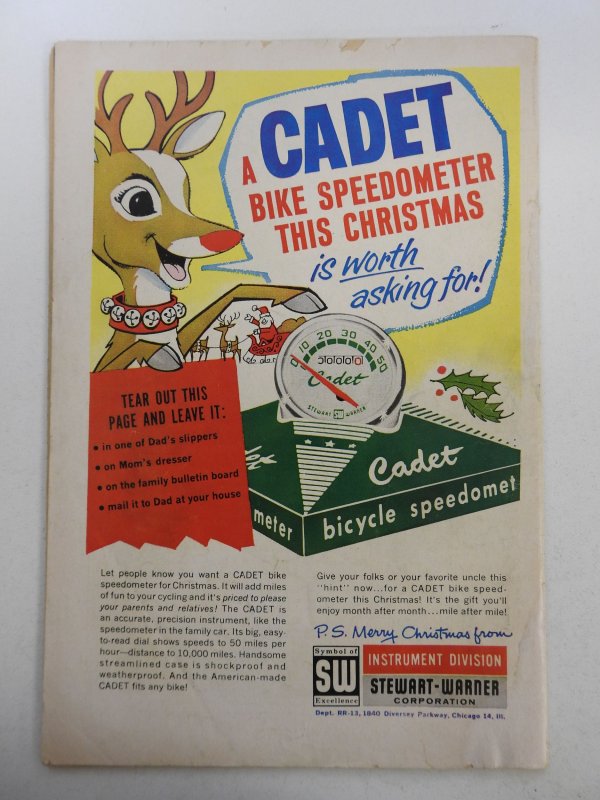 A CADET
BIKE SPEEDOMETER
THIS CHRISTMAS
is worth
asking for!
0 10 20 30 40 50
Cadet
STEWART SW WARNER
TEAR OUT THIS
PAGE AND LEAVE IT:
• in one of Dad's slippers
• on Mom's dresser
• on the family bulletin board
• mail it to Dad at your house
Cadet
meter
bicycle speedomet
Let people know you want a CADET bike
speedometer for Christmas. It will add miles
of fun to your cycling and it's priced to please
your parents and relatives! The CADET is
an accurate, precision instrument, like the
speedometer in the family car. Its big, easy-
to-read dial shows speeds to 50 miles per
hour—distance to 10,000 miles. Handsome
streamlined case is shockproof and
weatherproof. And the American-made
CADET fits any bike!
Give your folks or your favorite uncle this
"hint" now...for a CADET bike speed-
ometer this Christmas! It's the gift you'll
enjoy month after month...mile after mile!
P.S. Merry Christmas from
Symbol of
SW
Excellence
INSTRUMENT DIVISION
STEWART-WARNER
CORPORATION
Dept. RR-13, 1840 Diversey Parkway, Chicago 14, Ill.